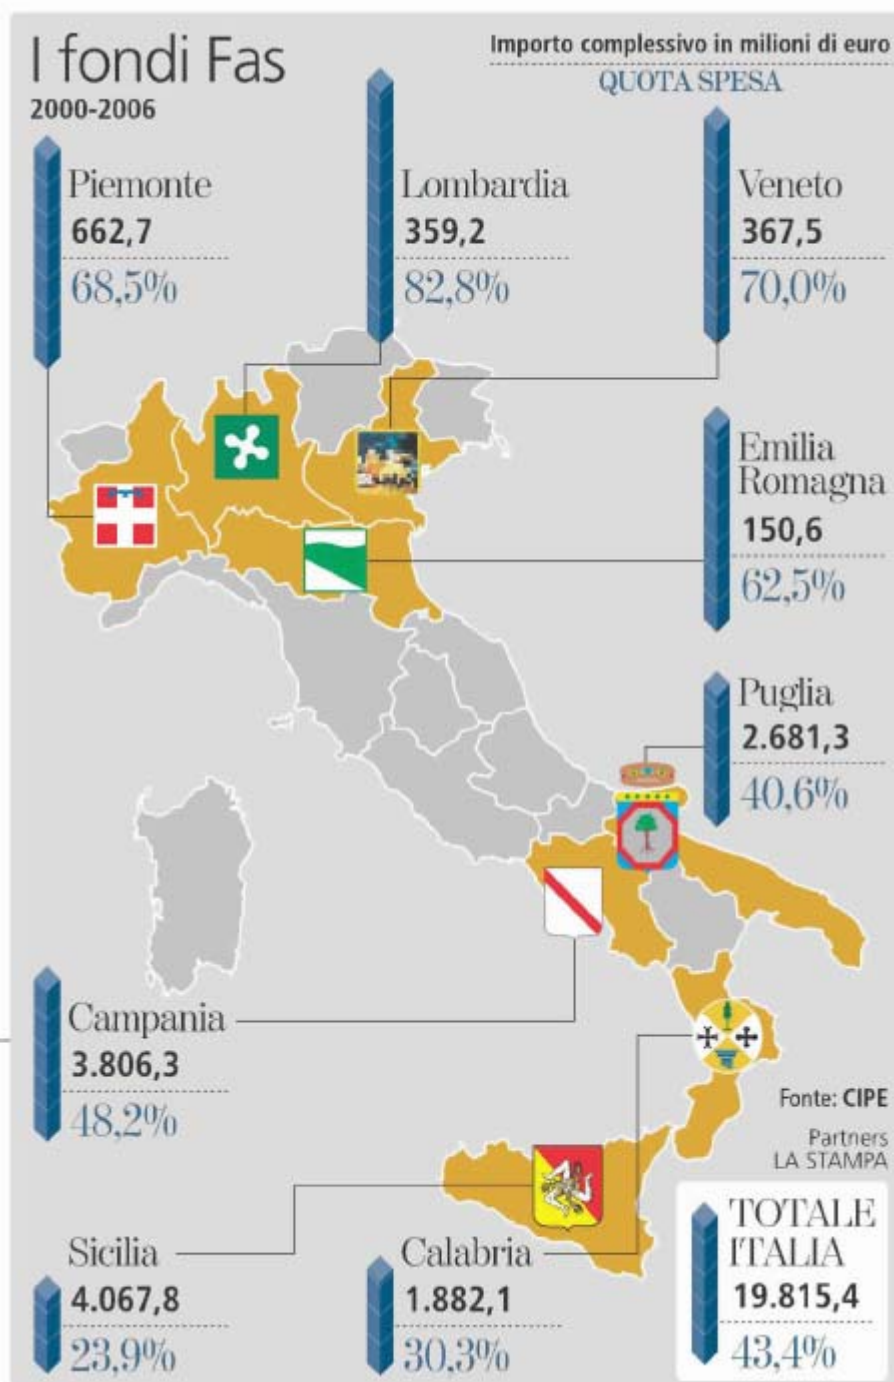 I fondi Fas
2000-2006
Importo complessivo in milioni di euro
QUOTA SPESA
Piemonte
662,7
68,5%
Lombardia
359,2
82,8%
Veneto
367,5
70,0%
Emilia
Romagna
150,6
62,5%
Puglia
2.681,3
40,6%
Campania
3.806,3
48,2%
Fonte: CIPE
Partners
LA STAMPA
Sicilia
4.067,8
23,9%
Calabria
1.882,1
30,3%
TOTALE
ITALIA
19.815,4
43,4%